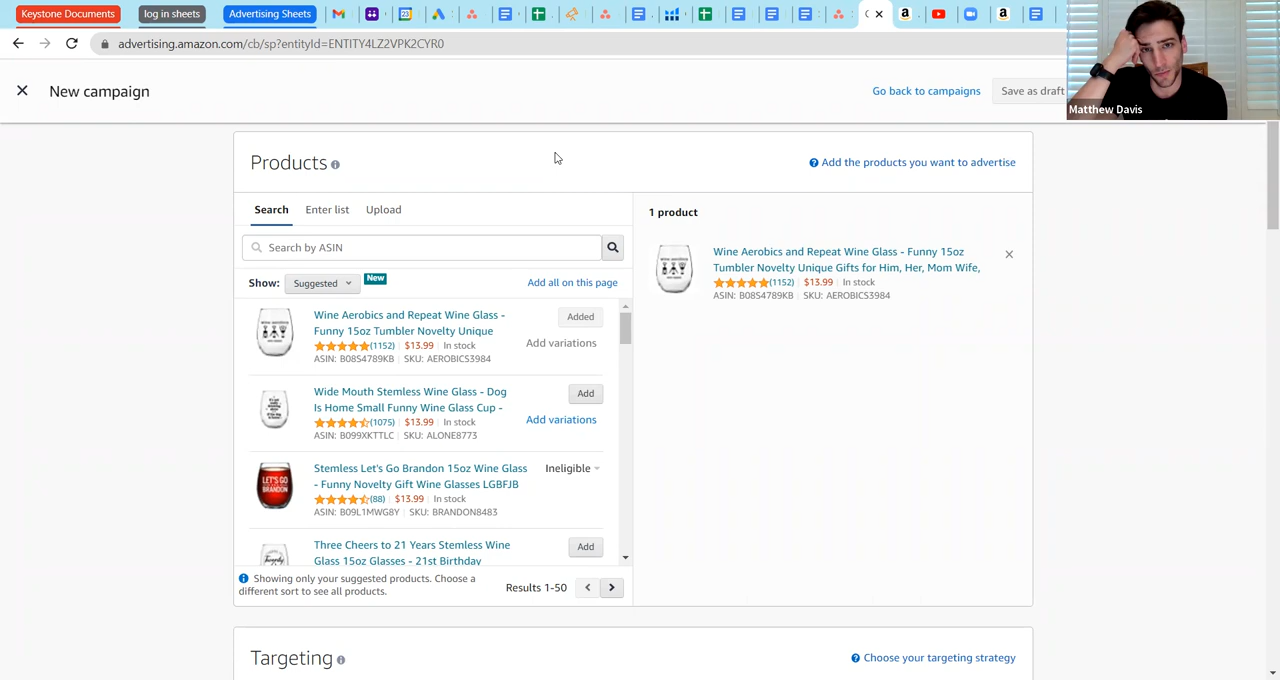 Keystone Documents
log in sheets
Advertising Sheets
advertising.amazon.com/cb/sp?entityId=ENTITY4LZ2VPK2CYR0
New campaign
Go back to campaigns
Save as draft
Matthew Davis
Products
Add the products you want to advertise
Search
Enter list
Upload
Search by ASIN
Show:
Suggested
New
Add all on this page
Wine Aerobics and Repeat Wine Glass -
Funny 15oz Tumbler Novelty Unique
(1152) $13.99 In stock
ASIN: B08S4789KB SKU: AEROBICS3984
Added
Add variations
Wide Mouth Stemless Wine Glass - Dog
Is Home Small Funny Wine Glass Cup -
(1075) $13.99 In stock
ASIN: B099XKTTLC SKU: ALONE8773
Add
Add variations
LET'S GO
BRANDON
Stemless Let's Go Brandon 15oz Wine Glass
- Funny Novelty Gift Wine Glasses LGBFJB
(88) $13.99 In stock
ASIN: B09L1MWG8Y SKU: BRANDON8483
Ineligible
Three Cheers to 21 Years Stemless Wine
Glass 15oz Glasses - 21st Birthday
Add
Showing only your suggested products. Choose a
different sort to see all products.
Results 1-50
1 product
Wine Aerobics and Repeat Wine Glass - Funny 15oz
Tumbler Novelty Unique Gifts for Him, Her, Mom Wife,
(1152) $13.99 In stock
ASIN: B08S4789KB SKU: AEROBICS3984
Targeting
Choose your targeting strategy